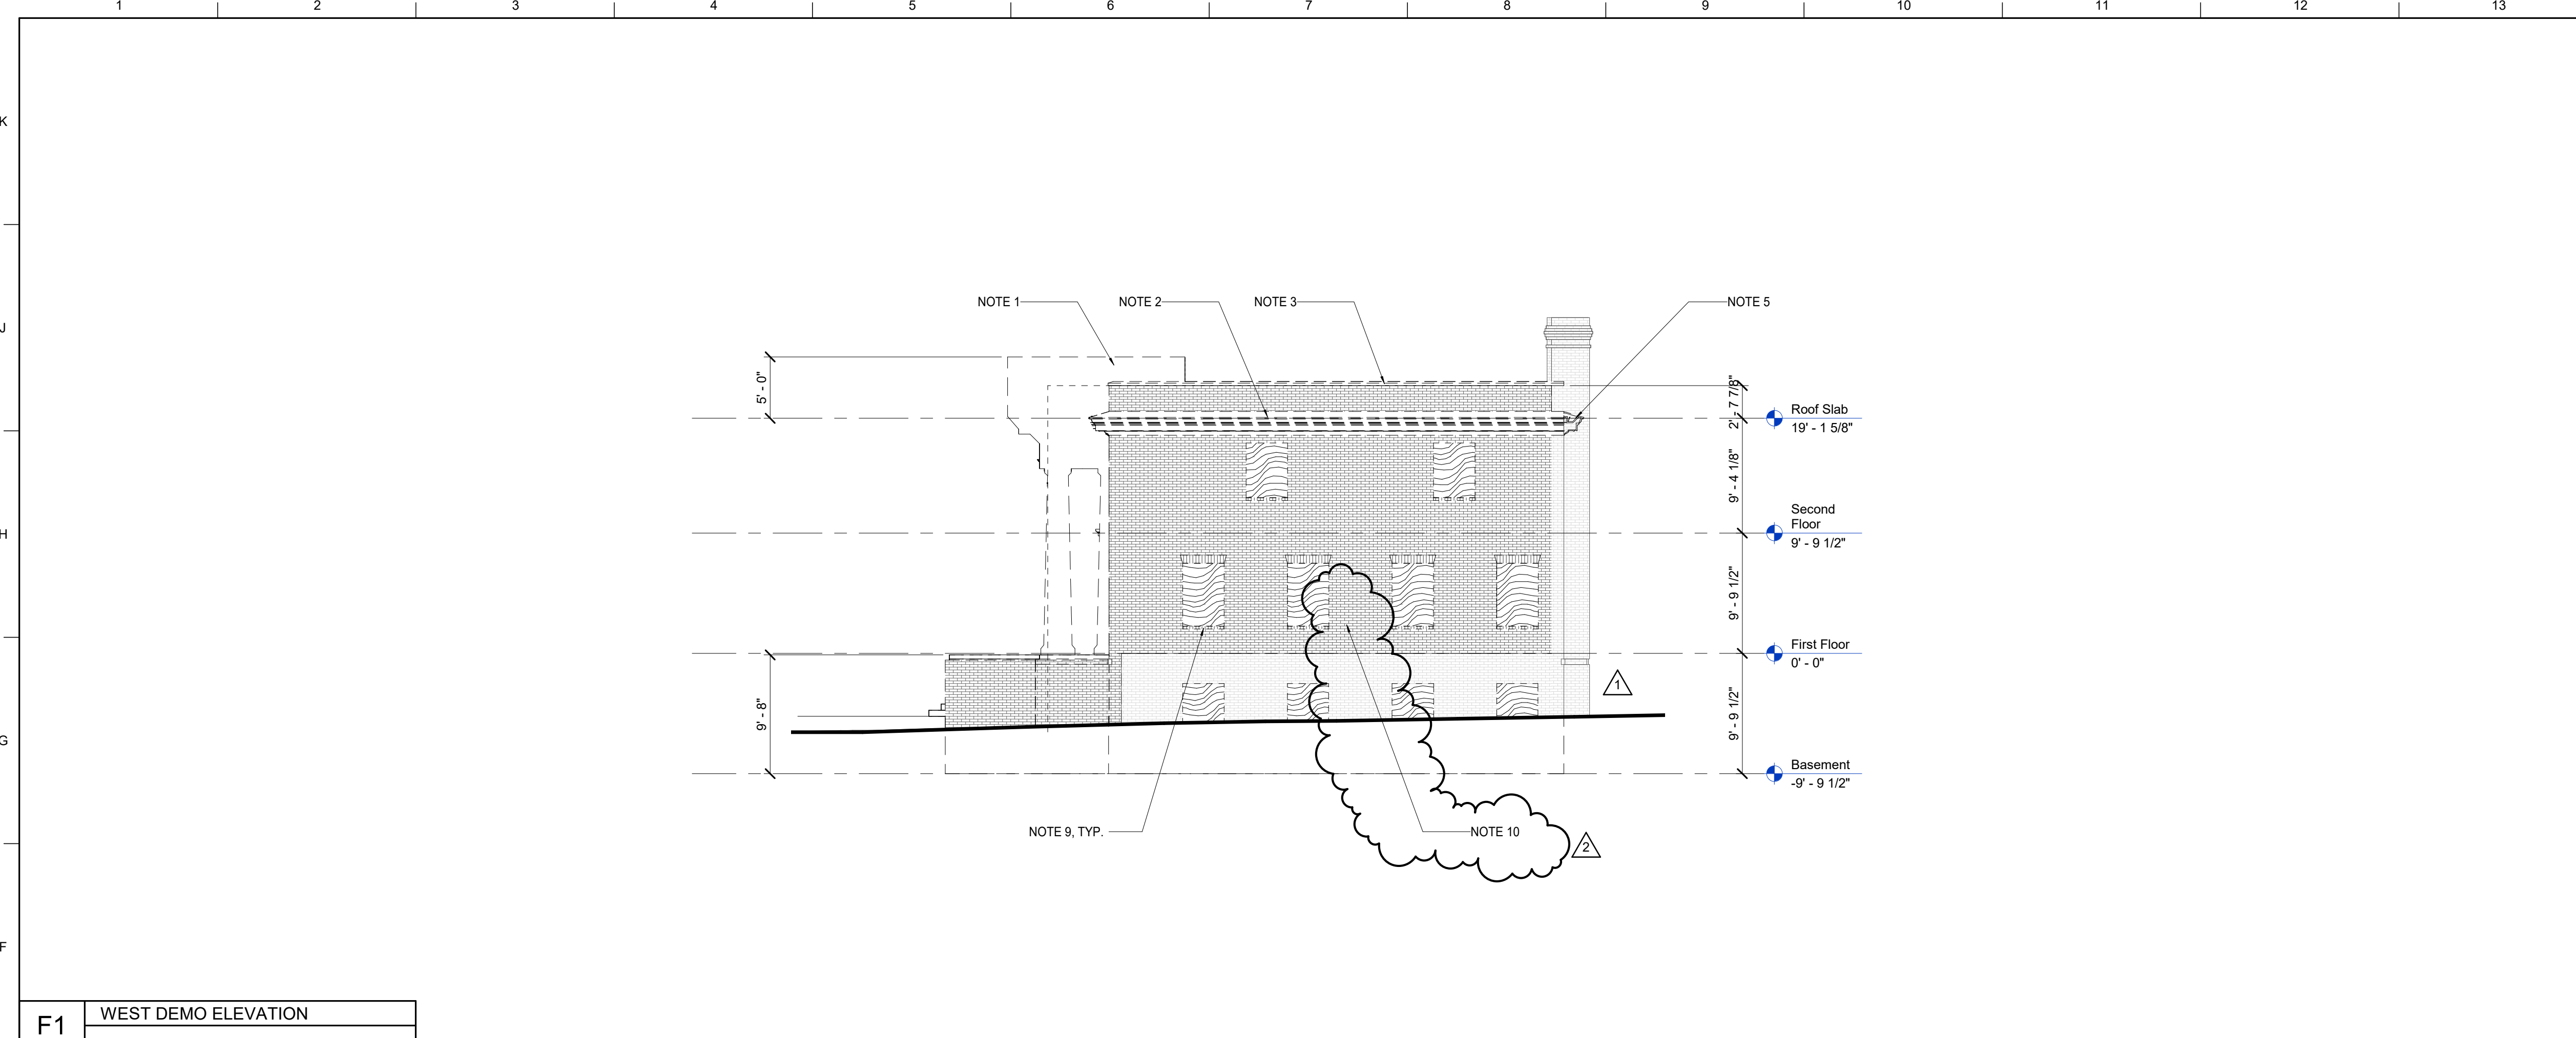 1 2 3 4 5 6 7 8 9 10 11 12 13
K
J
H
G
F
NOTE 1 NOTE 2 NOTE 3 NOTE 5
5' - 0"
2' - 7 7/8"
Roof Slab
19' - 1 5/8"
9' - 4 1/8"
Second
Floor
9' - 9 1/2"
9' - 9 1/2"
First Floor
0' - 0"
1
9' - 8"
9' - 9 1/2"
Basement
-9' - 9 1/2"
NOTE 9, TYP. NOTE 10
2
F1 WEST DEMO ELEVATION